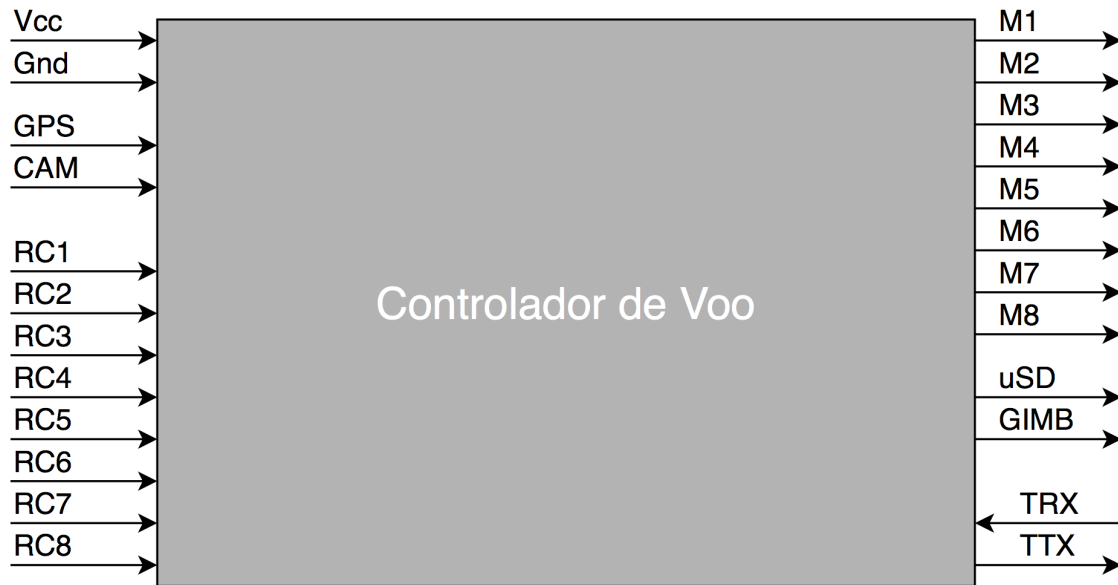 Vcc
Gnd
GPS
CAM
RC1
RC2
RC3
RC4
RC5
RC6
RC7
RC8
Controlador de Voo
M1
M2
M3
M4
M5
M6
M7
M8
uSD
GIMB
TRX
TTX